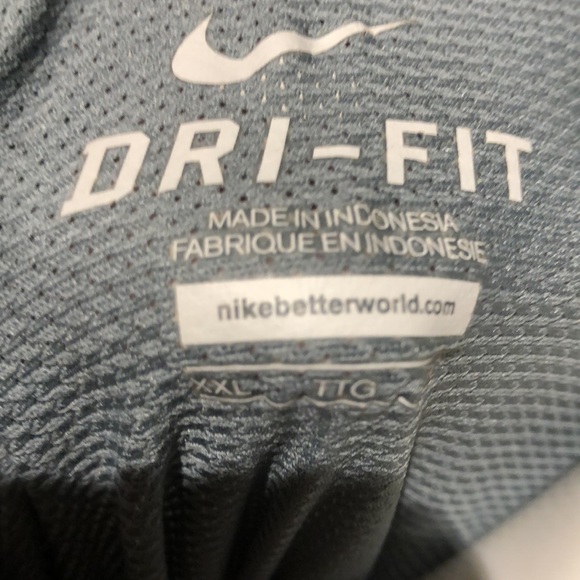 DRI-FIT
MADE IN INDONESIA
FABRIQUE EN INDONESIE
nikebetterworld.com
XXL TTG